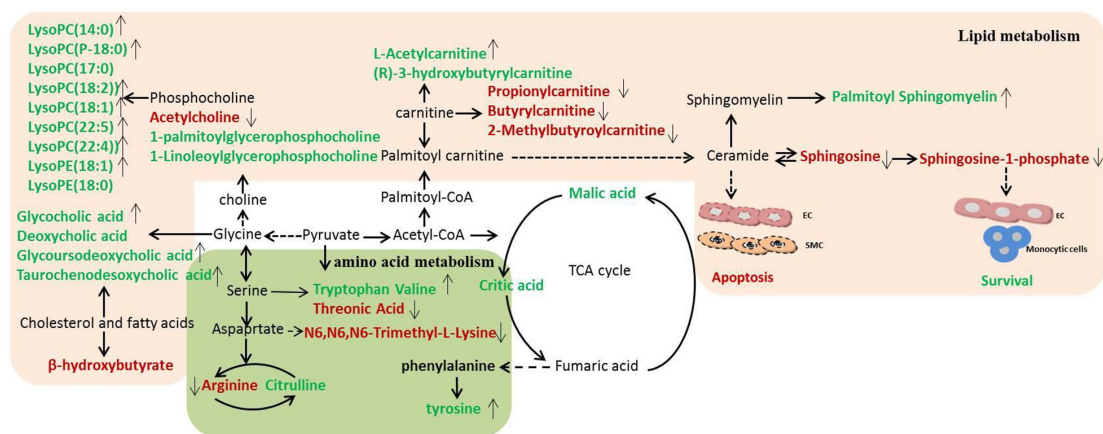 LysoPC(14:0) ↑
LysoPC(P-18:0) ↑
LysoPC(17:0)
LysoPC(18:2)) ↑
LysoPC(18:1) ↑
LysoPC(22:5) ↑
LysoPC(22:4)) ↑
LysoPE(18:1) ↑
LysoPE(18:0)
Phosphocholine
Acetylcholine ↓
1-palmitoylglycerophosphocholine
1-Linoleoylglycerophosphocholine
L-Acetylcarnitine ↑
(R)-3-hydroxybutyrylcarnitine
Propionylcarnitine ↓
carnitine
Butyrylcarnitine ↓
2-Methylbutyroylcarnitine ↓
Palmitoyl carnitine
Lipid metabolism
Sphingomyelin
Palmitoyl Sphingomyelin ↑
Ceramide
Sphingosine ↓
Sphingosine-1-phosphate ↓
EC
SMC
Apoptosis
EC
Monocytic cells
Survival
choline
Palmitoyl-CoA
Malic acid
Glycocholic acid ↑
Deoxycholic acid
Glycoursodeoxycholic acid ↑
Taurochenodesoxycholic acid ↑
Glycine
Pyruvate
Acetyl-CoA
amino acid metabolism
TCA cycle
Serine
Tryptophan Valine ↑
Critic acid
Threonic Acid ↓
Cholesterol and fatty acids
Aspaprtate
N6,N6,N6-Trimethyl-L-Lysine ↓
β-hydroxybutyrate
phenylalanine
Fumaric acid
↓ Arginine Citrulline
tyrosine ↑